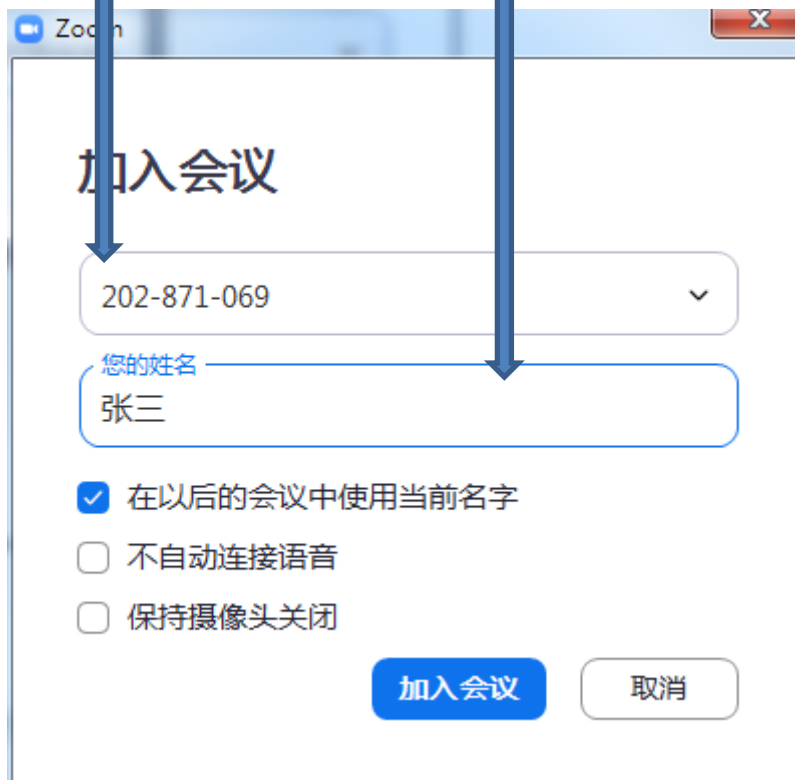 Zoom
加入会议
202-871-069
您的姓名
张三
在以后的会议中使用当前名字
不自动连接语音
保持摄像头关闭
加入会议
取消